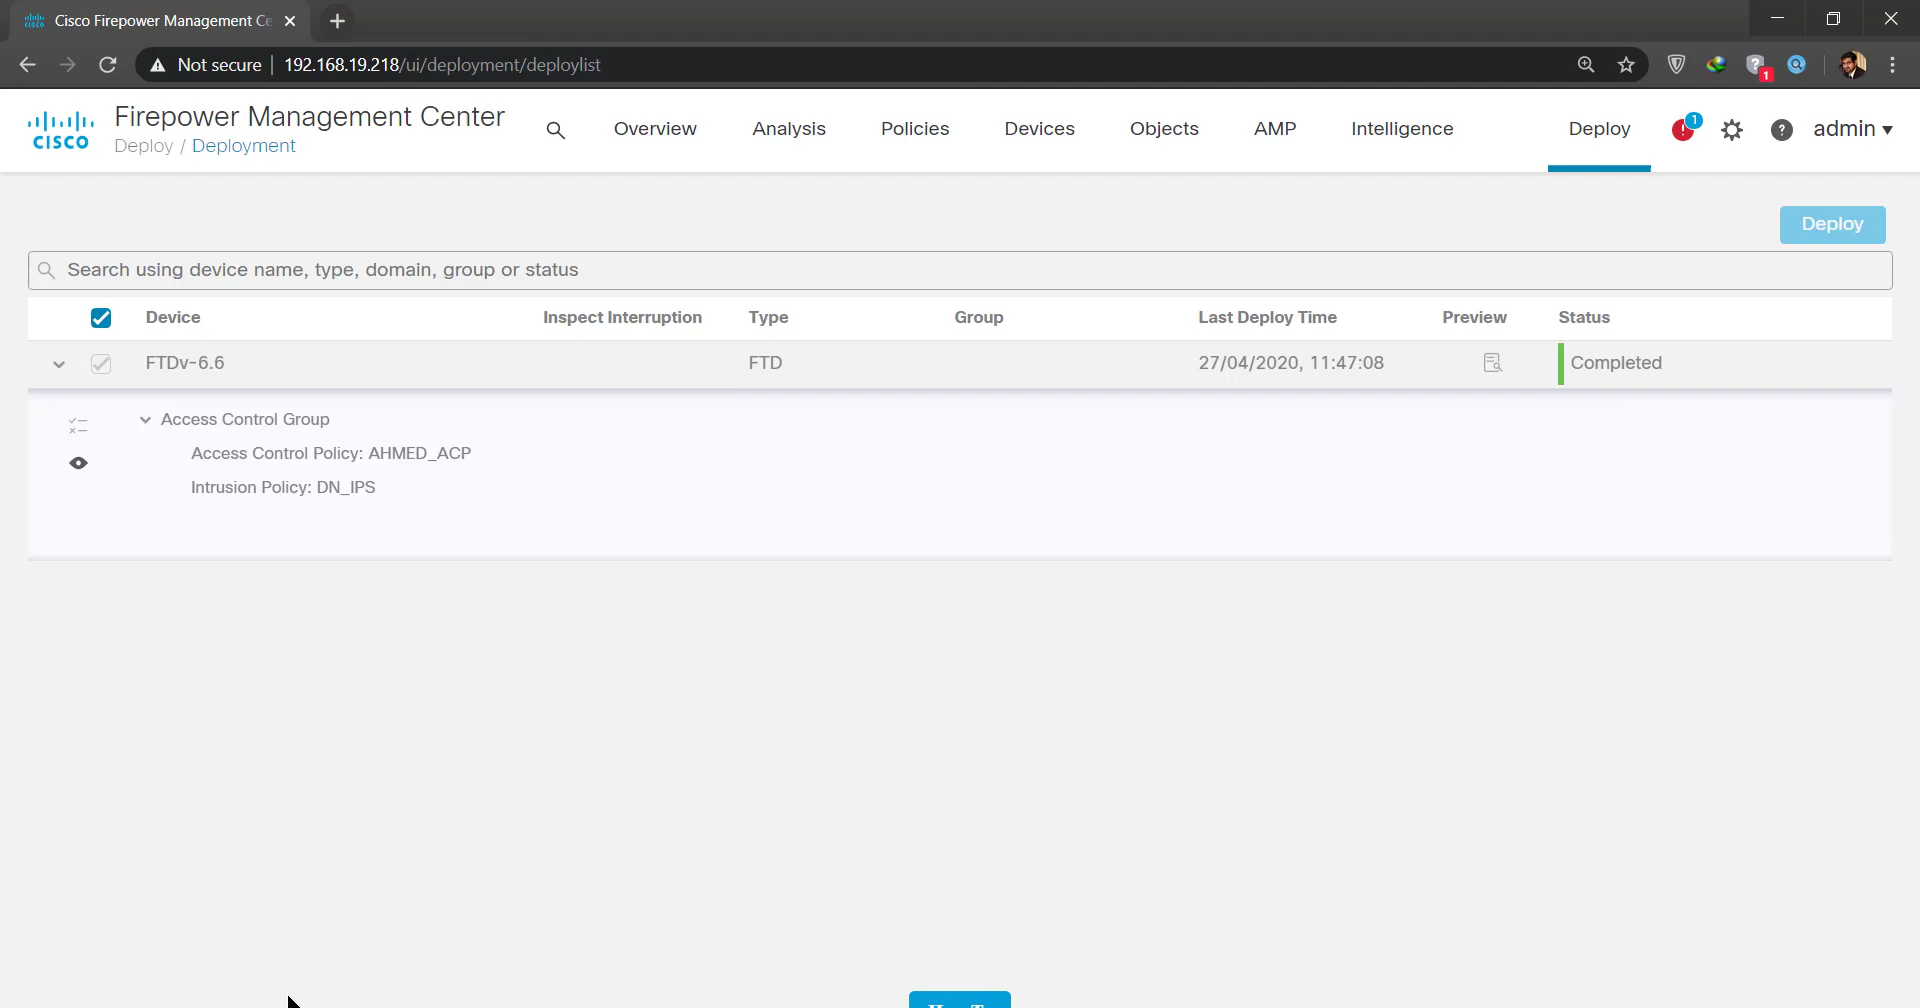 Cisco Firepower Management Ce
Not secure | 192.168.19.218/ui/deployment/deploylist
1
CISCO
Firepower Management Center
Deploy / Deployment
Overview
Analysis
Policies
Devices
Objects
AMP
Intelligence
Deploy
1
admin
Deploy
Search using device name, type, domain, group or status
Device Inspect Interruption Type Group Last Deploy Time Preview Status
FTDv-6.6 FTD 27/04/2020, 11:47:08 Completed
Access Control Group
Access Control Policy: AHMED_ACP
Intrusion Policy: DN_IPS